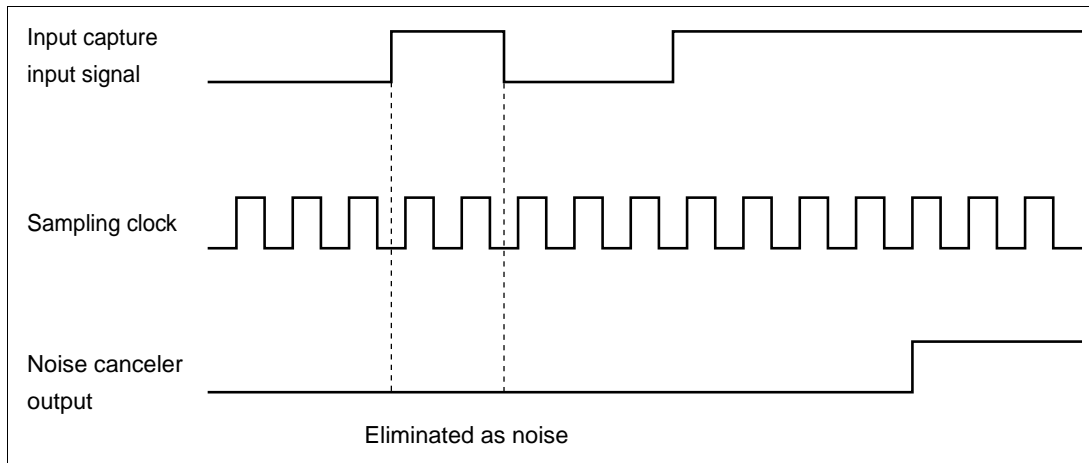 Input capture
input signal
Sampling clock
Noise canceler
output
Eliminated as noise